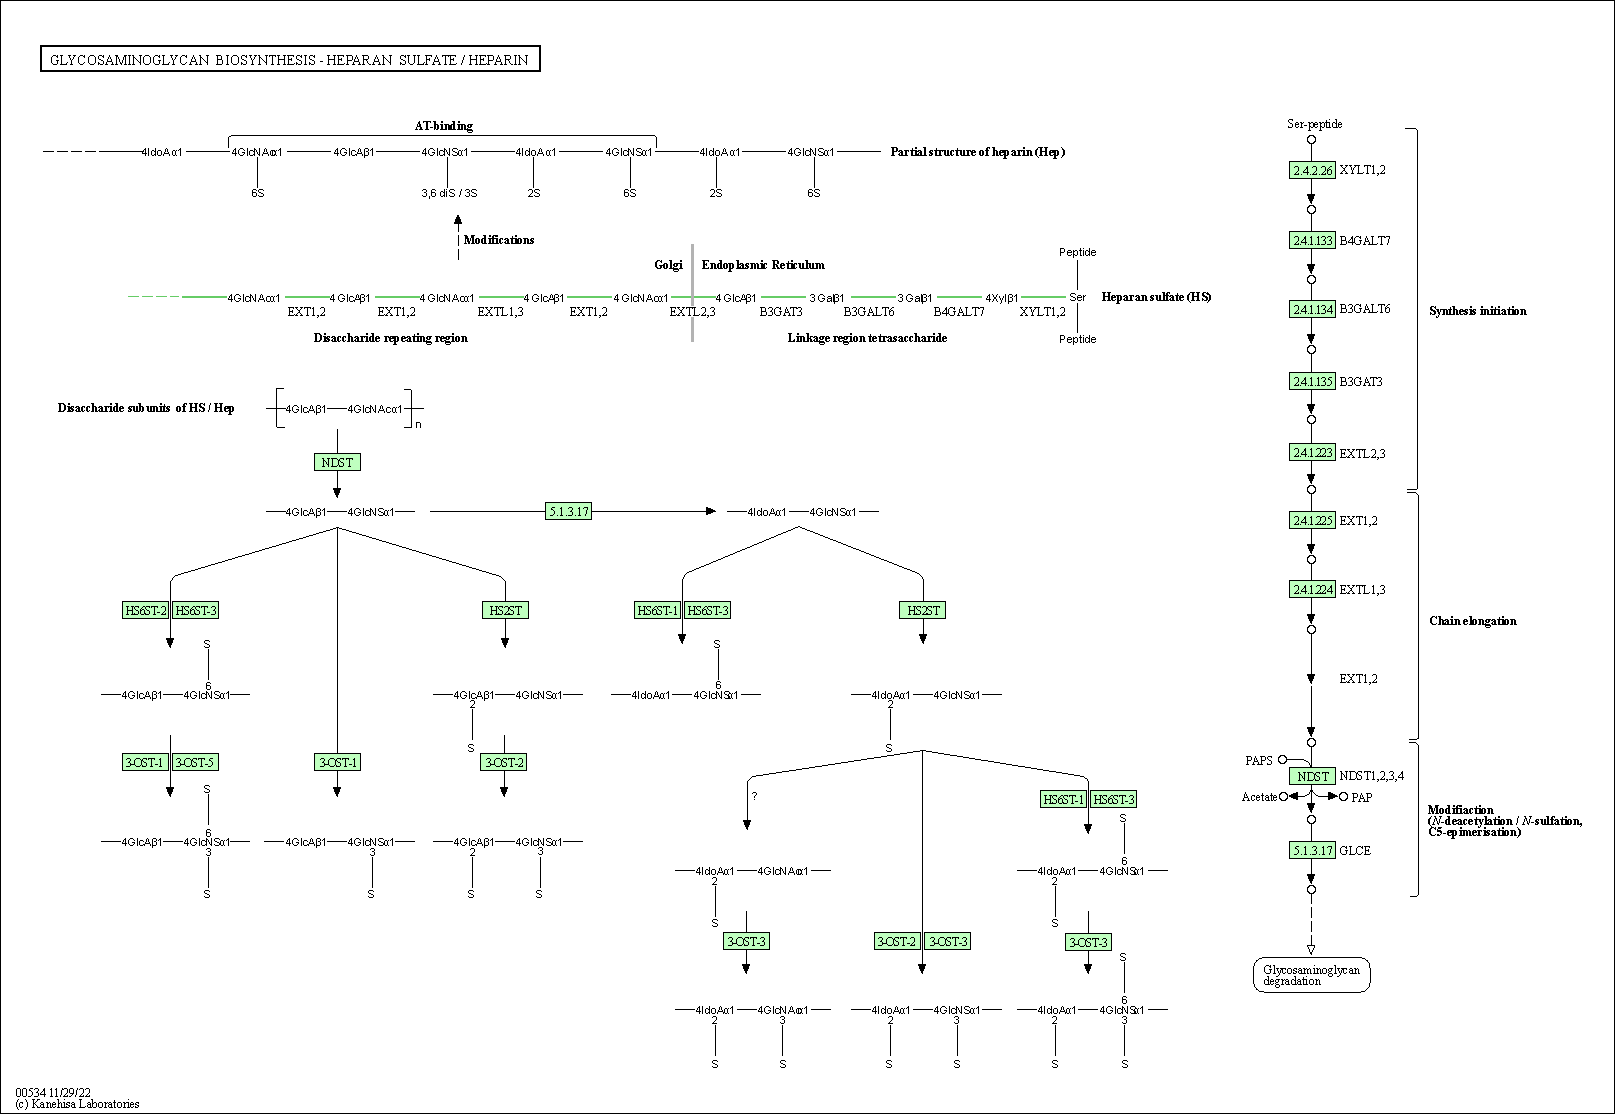 GLYCOSAMINOGLYCAN BIOSYNTHESIS - HEPARAN SULFATE / HEPARIN
AT-binding
4IdoAα1 4GlcNAcα1 4GlcAβ1 4GlcNSα1 4IdoAα1 4GlcNSα1 4IdoAα1 4GlcNSα1 Partial structure of heparin (Hep)
6S 3,6 diS / 3S 2S 6S 2S 6S
Modifications
Golgi Endoplasmic Reticulum Peptide
4GlcNAcα1 4GlcAβ1 4GlcNAcα1 4GlcAβ1 4GlcNAcα1 4GlcAβ1 3Galβ1 3Galβ1 4Xylβ1 Ser Heparan sulfate (HS)
EXT1,2 EXT1,2 EXTL1,3 EXT1,2 EXTL2,3 B3GAT3 B3GALT6 B4GALT7 XYLT1,2
Disaccharide repeating region Linkage region tetrasaccharide Peptide
Disaccharide subunits of HS / Hep 4GlcAβ1 4GlcNAcα1 n
NDST
4GlcAβ1 4GlcNSα1 5.1.3.17 4IdoAα1 4GlcNSα1
HS6ST-2 HS6ST-3 HS2ST HS6ST-1 HS6ST-3 HS2ST
S S
6 6
4GlcAβ1 4GlcNSα1 4GlcAβ1 4GlcNSα1 4IdoAα1 4GlcNSα1 4IdoAα1 4GlcNSα1
2 2
S S
3-OST-1 3-OST-5 3-OST-1 3-OST-2
S ? HS6ST-1 HS6ST-3
S
6
4GlcAβ1 4GlcNSα1 4GlcAβ1 4GlcNSα1 4GlcAβ1 4GlcNSα1
3 3 2 3
S S S S
6
4IdoAα1 4GlcNAcα1 4IdoAα1 4GlcNSα1
2 2
S S
3-OST-3 3-OST-2 3-OST-3 3-OST-3
S
6
4IdoAα1 4GlcNAcα1 4IdoAα1 4GlcNSα1 4IdoAα1 4GlcNSα1
2 3 2 3 2 3
S S S S S S
Ser-peptide
2.4.2.26 XYLT1,2
2.4.1.133 B4GALT7
2.4.1.134 B3GALT6
Synthesis initiation
2.4.1.135 B3GAT3
2.4.1.223 EXTL2,3
2.4.1.225 EXT1,2
2.4.1.224 EXTL1,3
Chain elongation
EXT1,2
PAPS
NDST NDST1,2,3,4
Acetate PAP
Modifiaction
(N-deacetylation / N-sulfation,
C5-epimerisation)
5.1.3.17 GLCE
Glycosaminoglycan
degradation
00534 11/29/22
(c) Kanehisa Laboratories